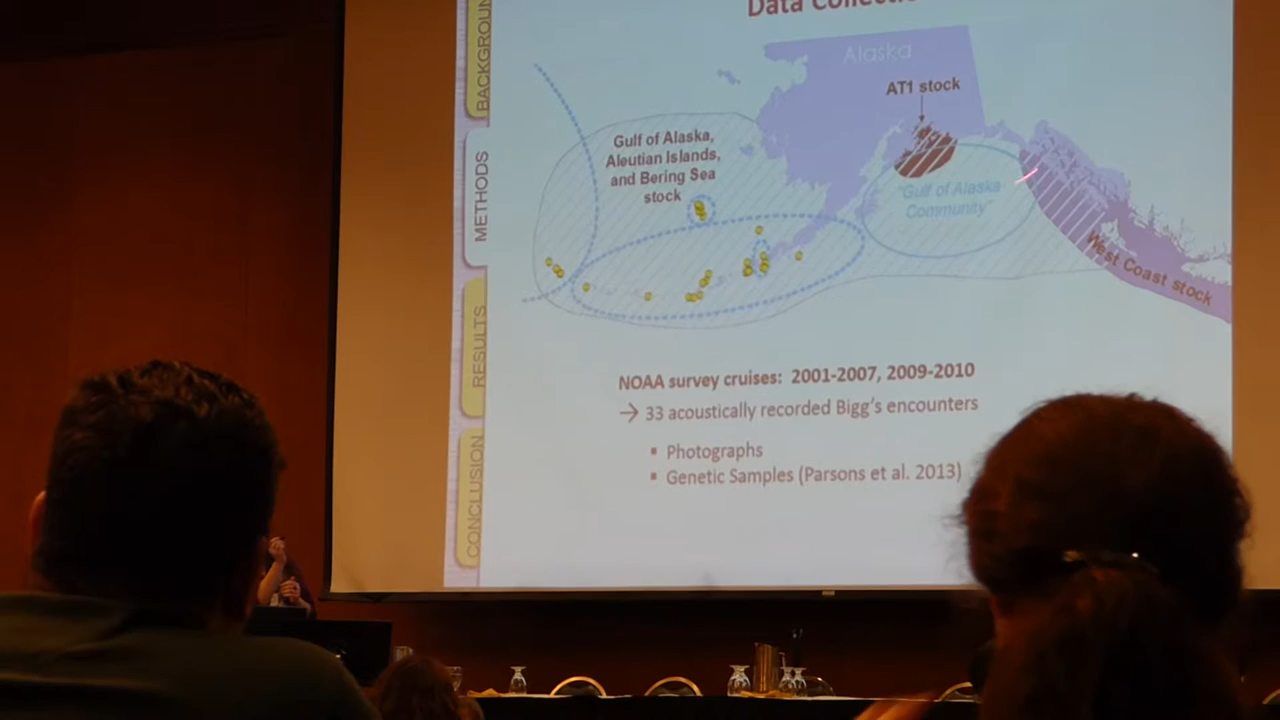 Data Collectio
BACKGROUN
METHODS
RESULTS
CONCLUSION
Alaska
AT1 stock
Gulf of Alaska,
Aleutian Islands,
and Bering Sea
stock
"Gulf of Alaska
Community"
West Coast stock
NOAA survey cruises: 2001-2007, 2009-2010
→ 33 acoustically recorded Bigg's encounters
▪ Photographs
▪ Genetic Samples (Parsons et al. 2013)